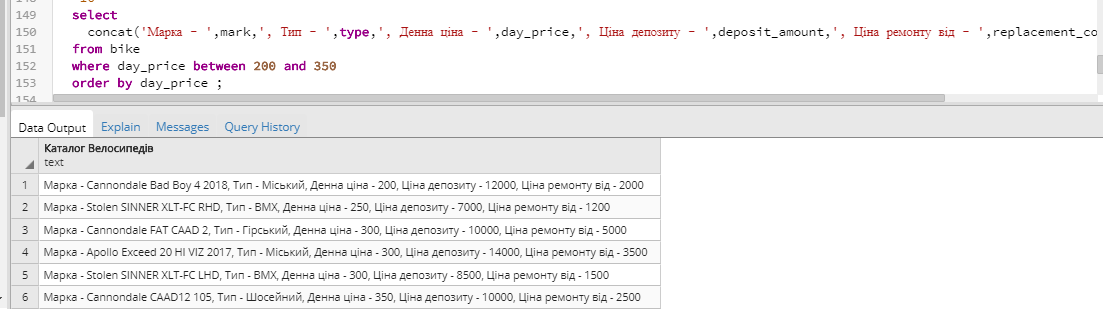 149 select
150 concat('Марка - ',mark,', Тип - ',type,', Денна ціна - ',day_price,', Ціна депозиту - ',deposit_amount,', Ціна ремонту від - ',replacement_co
151 from bike
152 where day_price between 200 and 350
153 order by day_price ;
154
Data Output Explain Messages Query History
Каталог Велосипедів
text
1 Марка - Cannondale Bad Boy 4 2018, Тип - Міський, Денна ціна - 200, Ціна депозиту - 12000, Ціна ремонту від - 2000
2 Марка - Stolen SINNER XLT-FC RHD, Тип - BMX, Денна ціна - 250, Ціна депозиту - 7000, Ціна ремонту від - 1200
3 Марка - Cannondale FAT CAAD 2, Тип - Гірський, Денна ціна - 300, Ціна депозиту - 10000, Ціна ремонту від - 5000
4 Марка - Apollo Exceed 20 HI VIZ 2017, Тип - Міський, Денна ціна - 300, Ціна депозиту - 14000, Ціна ремонту від - 3500
5 Марка - Stolen SINNER XLT-FC LHD, Тип - BMX, Денна ціна - 300, Ціна депозиту - 8500, Ціна ремонту від - 1500
6 Марка - Cannondale CAAD12 105, Тип - Шосейний, Денна ціна - 350, Ціна депозиту - 10000, Ціна ремонту від - 2500